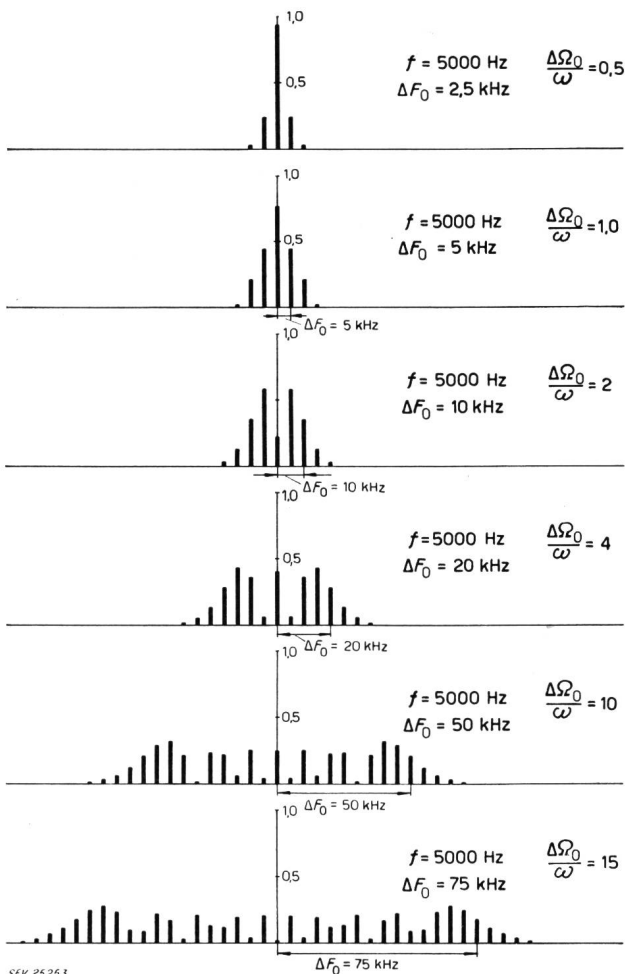 1,0
f = 5000 Hz ΔΩ₀/ω = 0,5
0,5
ΔF₀ = 2,5 kHz
1,0
f = 5000 Hz ΔΩ₀/ω = 1,0
0,5
ΔF₀ = 5 kHz
ΔF₀ = 5 kHz
1,0
f = 5000 Hz ΔΩ₀/ω = 2
0,5
ΔF₀ = 10 kHz
ΔF₀ = 10 kHz
1,0
f = 5000 Hz ΔΩ₀/ω = 4
0,5
ΔF₀ = 20 kHz
ΔF₀ = 20 kHz
1,0
f = 5000 Hz ΔΩ₀/ω = 10
0,5
ΔF₀ = 50 kHz
ΔF₀ = 50 kHz
1,0
f = 5000 Hz ΔΩ₀/ω = 15
0,5
ΔF₀ = 75 kHz
ΔF₀ = 75 kHz
SEV 26263